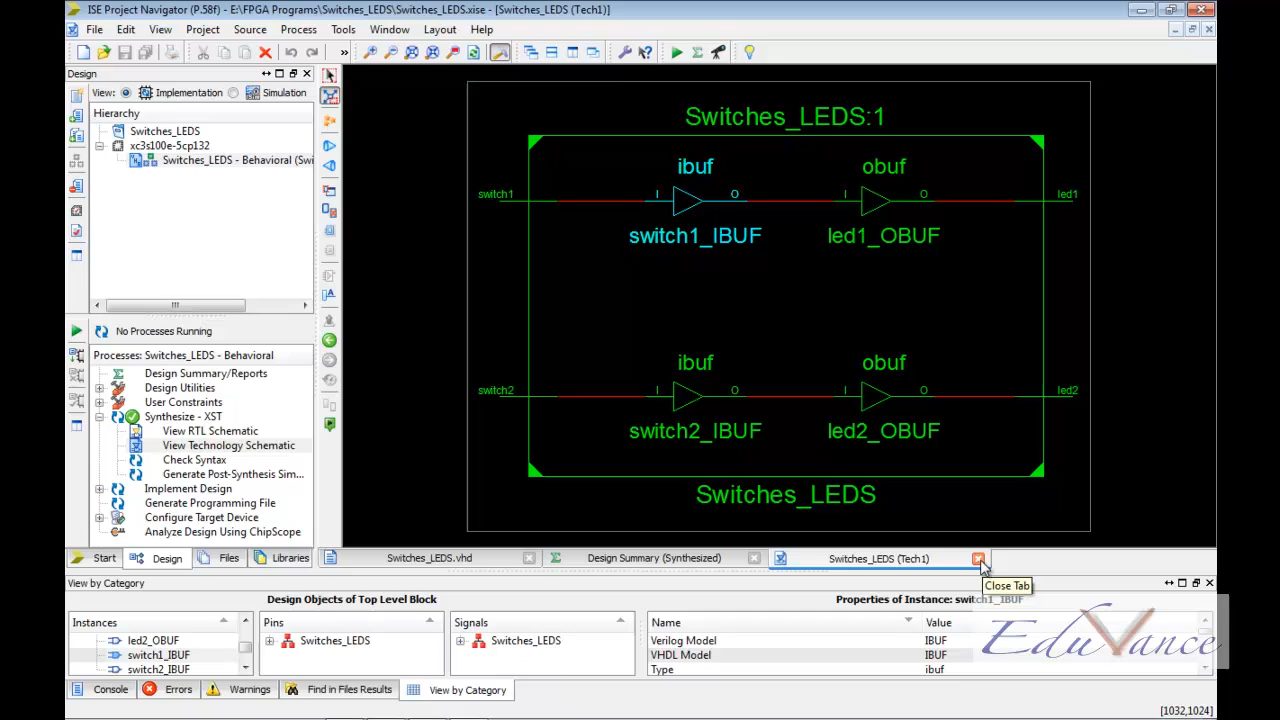 ISE Project Navigator (P.58f) - E:\FPGA Programs\Switches_LEDS\Switches_LEDS.xise - [Switches_LEDS (Tech1)]
File Edit View Project Source Process Tools Window Layout Help
Design
View: Implementation Simulation
Hierarchy
Switches_LEDS
xc3s100e-5cp132
Switches_LEDS - Behavioral (Swi
No Processes Running
Processes: Switches_LEDS - Behavioral
Design Summary/Reports
Design Utilities
User Constraints
Synthesize - XST
View RTL Schematic
View Technology Schematic
Check Syntax
Generate Post-Synthesis Sim...
Implement Design
Generate Programming File
Configure Target Device
Analyze Design Using ChipScope
Start Design Files Libraries
Switches_LEDS:1
ibuf obuf
switch1 I O I O led1
switch1_IBUF led1_OBUF
ibuf obuf
switch2 I O I O led2
switch2_IBUF led2_OBUF
Switches_LEDS
Switches_LEDS.vhd Design Summary (Synthesized) Switches_LEDS (Tech1)
Close Tab
View by Category
Design Objects of Top Level Block Properties of Instance: switch1_IBUF
Instances Pins Signals Name Value
led2_OBUF Switches_LEDS Switches_LEDS Verilog Model IBUF
switch1_IBUF VHDL Model IBUF
switch2_IBUF Type ibuf
EduVance
Console Errors Warnings Find in Files Results View by Category
[1032,1024]